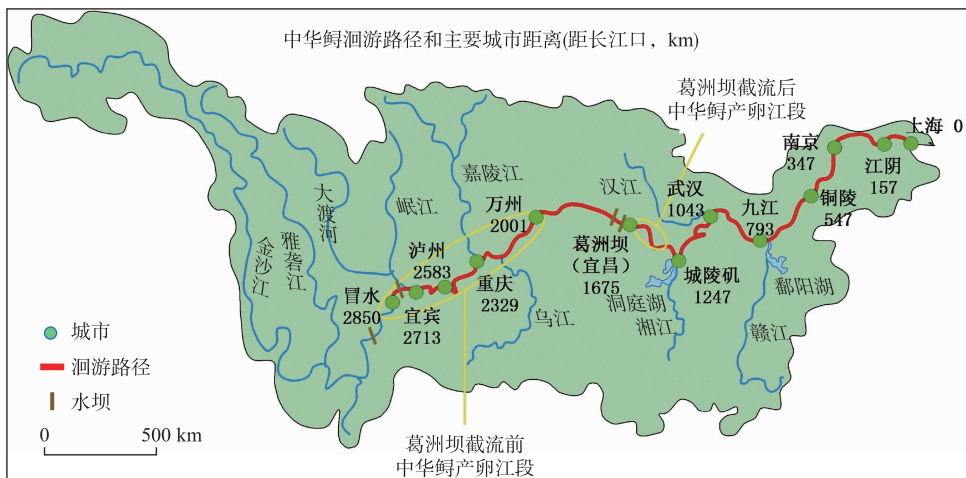 中华鲟洄游路径和主要城市距离(距长江口，km)
葛洲坝截流后
中华鲟产卵江段
上海 0
南京
347
江阴
157
铜陵
547
嘉陵江
汉江
武汉
1043
九江
793
大渡河
岷江
万州
2001
雅砻江
金沙江
泸州
2583
葛洲坝
（宜昌）
1675
城陵矶
1247
鄱阳湖
冒水
2850
宜宾
2713
重庆
2329
乌江
洞庭湖
湘江
赣江
城市
洄游路径
水坝
0
500 km
葛洲坝截流前
中华鲟产卵江段